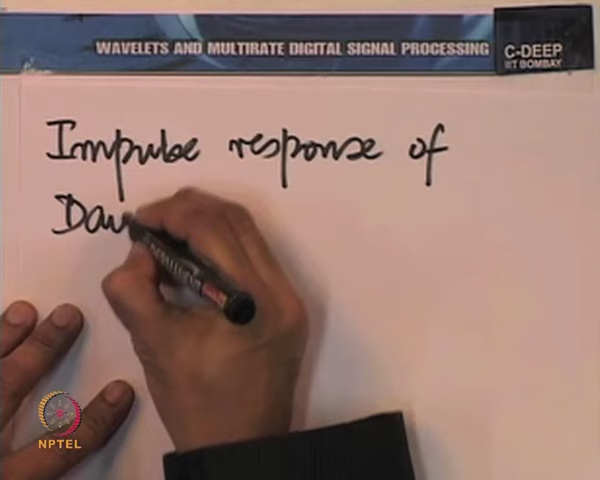 WAVELETS AND MULTIRATE DIGITAL SIGNAL PROCESSING
C-DEEP
IIT BOMBAY
Impulse response of
Dau
NPTEL